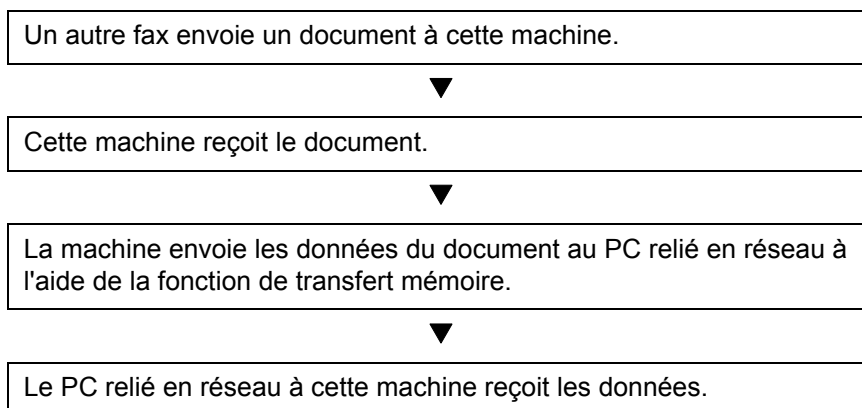 Un autre fax envoie un document à cette machine.
Cette machine reçoit le document.
La machine envoie les données du document au PC relié en réseau à
l'aide de la fonction de transfert mémoire.
Le PC relié en réseau à cette machine reçoit les données.